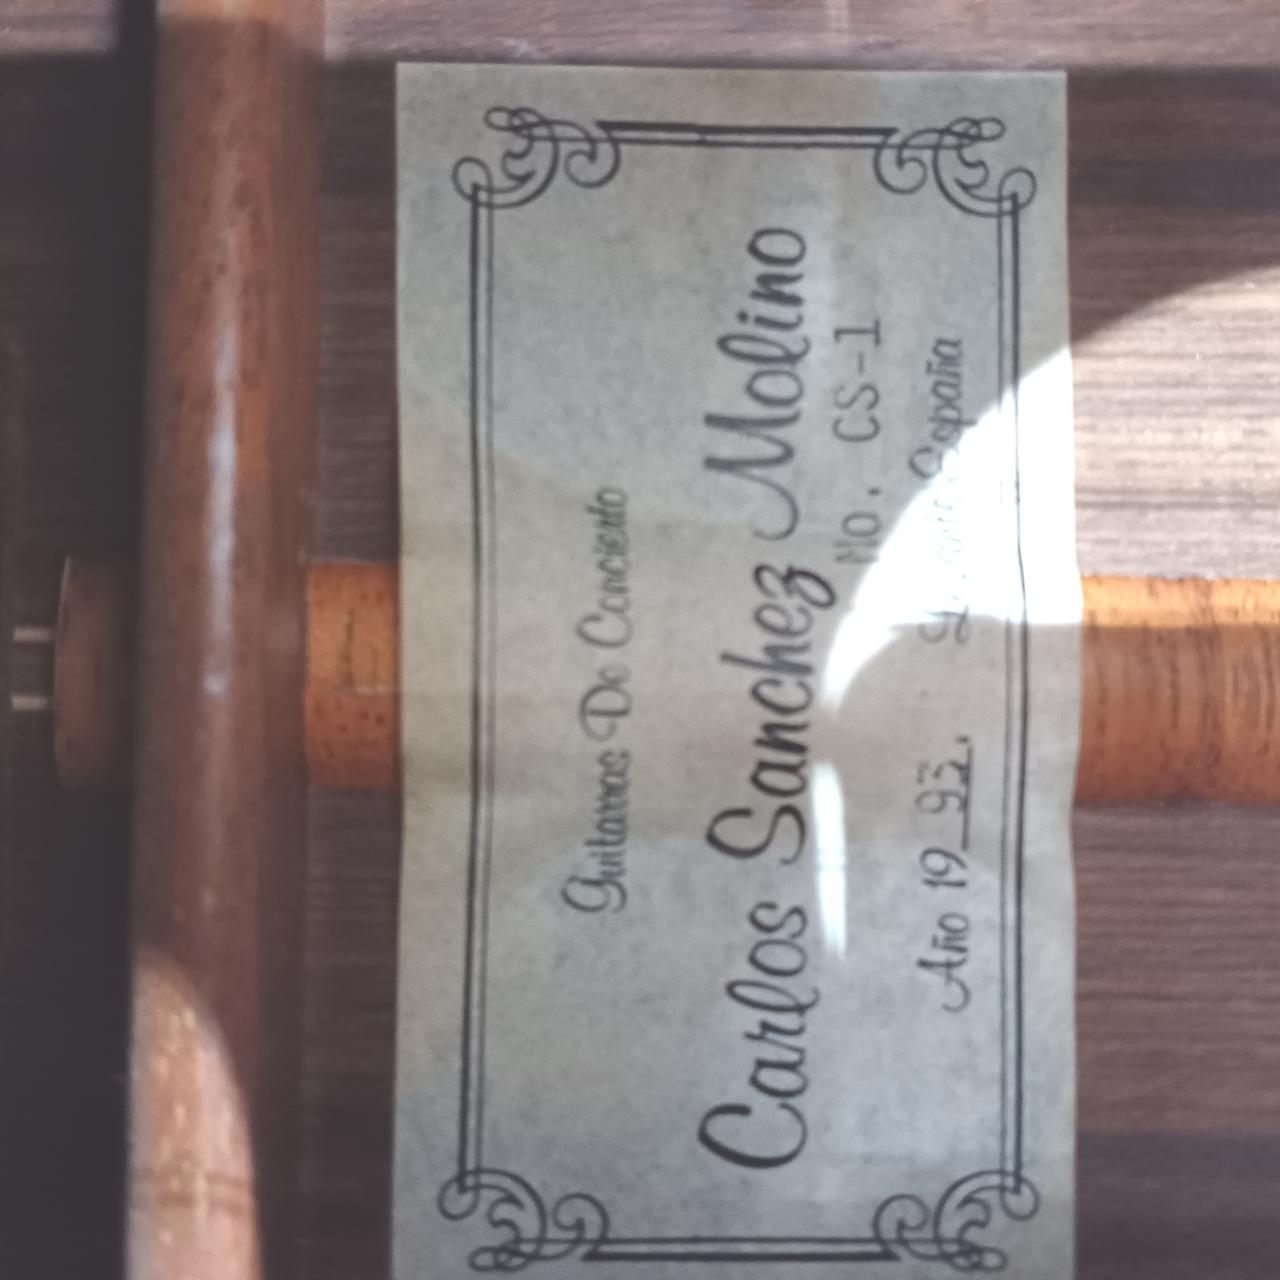 Guitarras De Concierto
Carlos Sanchez Molino
No. CS-1
Año 19 93. España